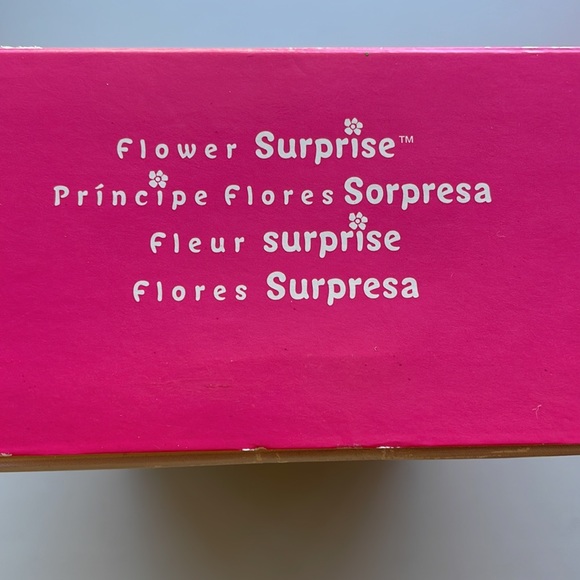 Flower Surprise™
Príncipe Flores Sorpresa
Fleur surprise
Flores Surpresa